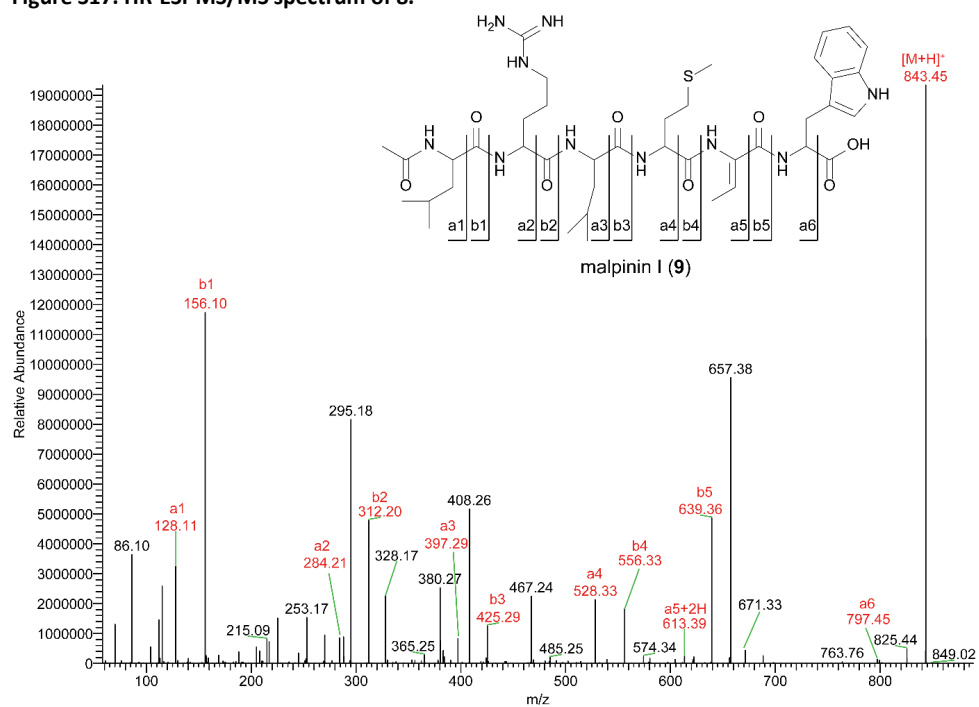 Figure S17. HR-ESI-MS/MS spectrum of 8.
H2N NH
HN
S
[M+H]+
843.45
NH
H N O H N O H N O OH
O N H O N H O N H O
a1 b1 a2 b2 a3 b3 a4 b4 a5 b5 a6
malpinin I (9)
Relative Abundance
19000000
18000000
17000000
16000000
15000000
14000000
13000000
12000000
11000000
10000000
9000000
8000000
7000000
6000000
5000000
4000000
3000000
2000000
1000000
0
b1
156.10
657.38
295.18
408.26
b2
312.20
a3
397.29
b5
639.36
a1
128.11
86.10
a2
284.21
328.17
380.27
b4
556.33
253.17
b3
425.29
467.24
a4
528.33
a5+2H
613.39
a6
797.45
215.09
365.25
485.25
574.34
671.33
763.76
825.44
849.02
100 200 300 400 500 600 700 800
m/z